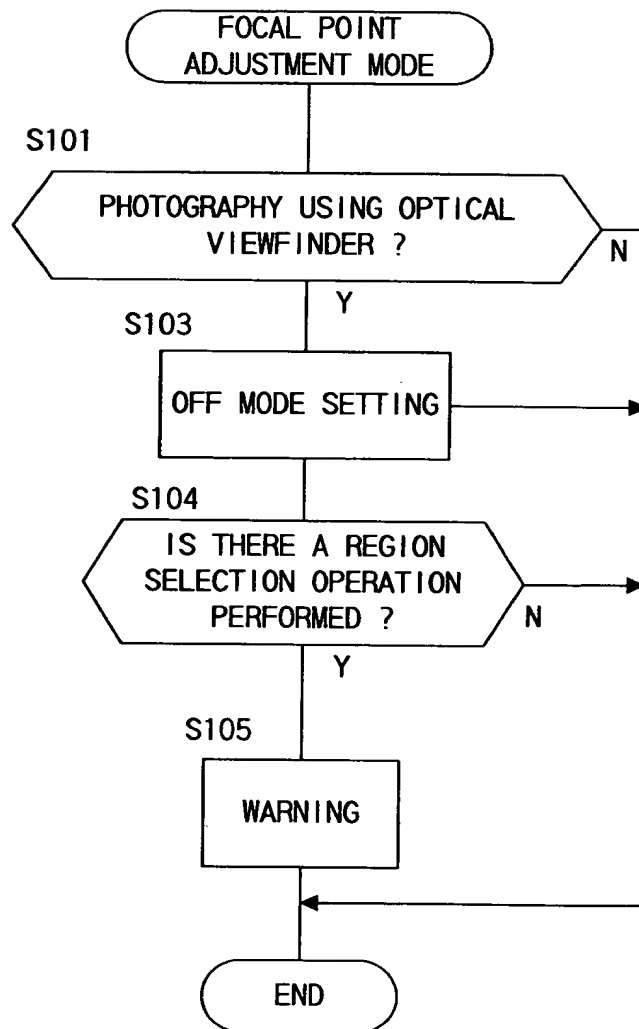 FOCAL POINT
ADJUSTMENT MODE
S101
PHOTOGRAPHY USING OPTICAL
VIEWFINDER ?
N
Y
S103
OFF MODE SETTING
S104
IS THERE A REGION
SELECTION OPERATION
PERFORMED ?
N
Y
S105
WARNING
END